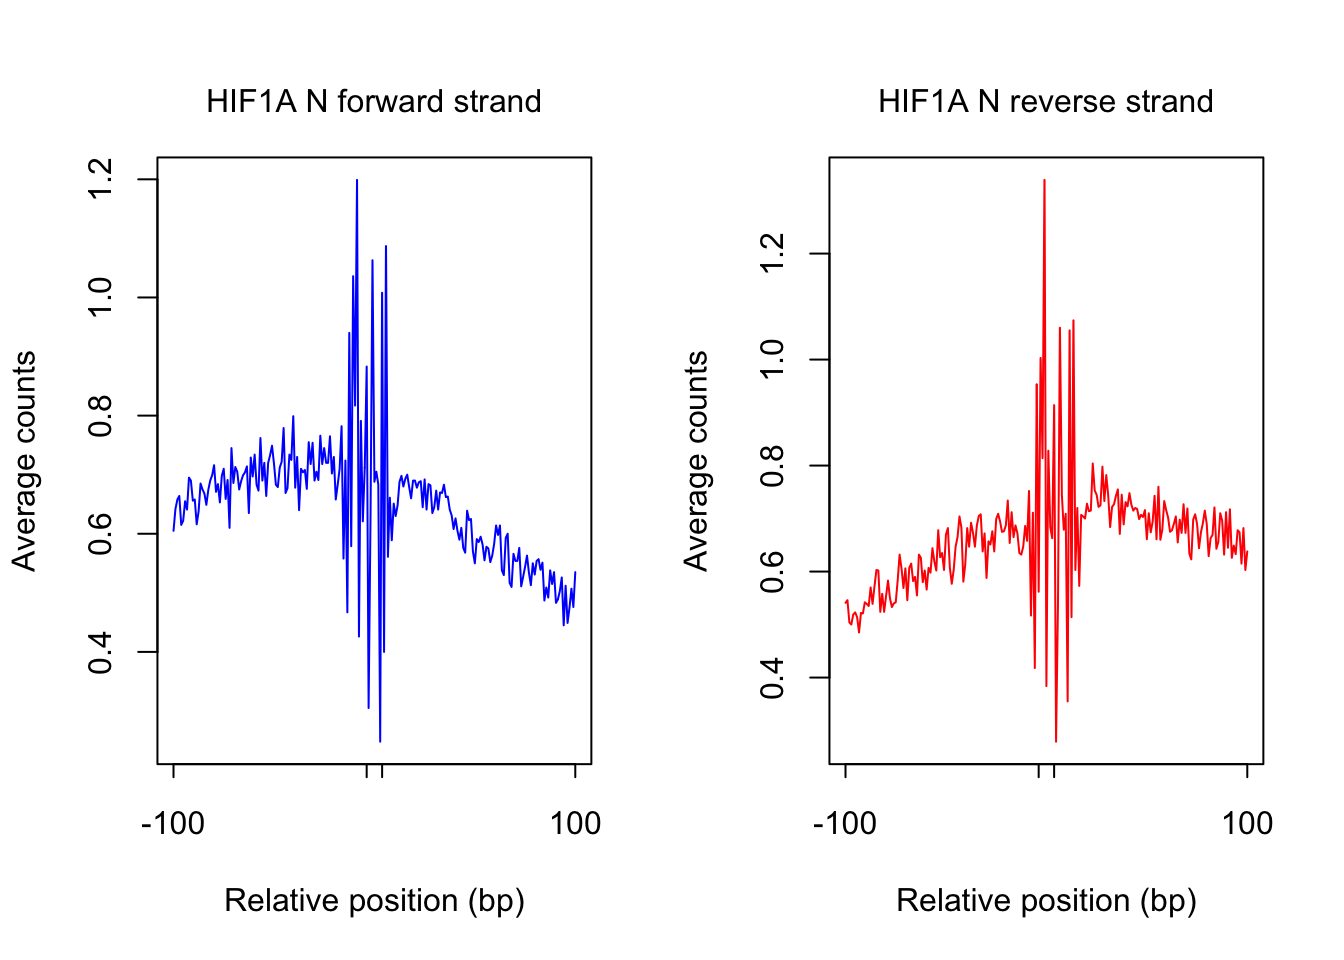 HIF1A N forward strand
Average counts
1.2
1.0
0.8
0.6
0.4
-100
100
Relative position (bp)
HIF1A N reverse strand
Average counts
1.2
1.0
0.8
0.6
0.4
-100
100
Relative position (bp)